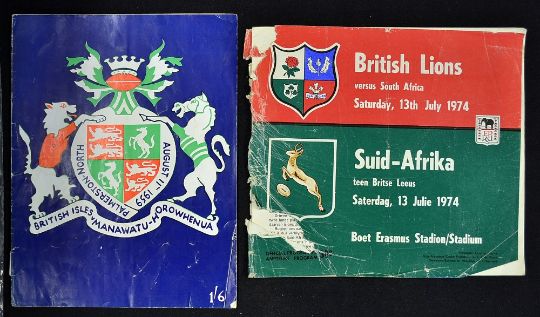 AUGUST 11 1959
PALMERSTON NORTH
BRITISH ISLES-MANAWATU-HOROWHENUA
1/6
British Lions
versus South Africa
Saturday, 13th July 1974
Suid-Afrika
teen Britse Leeus
Saterdag, 13 Julie 1974
Boet Erasmus Stadion/Stadium